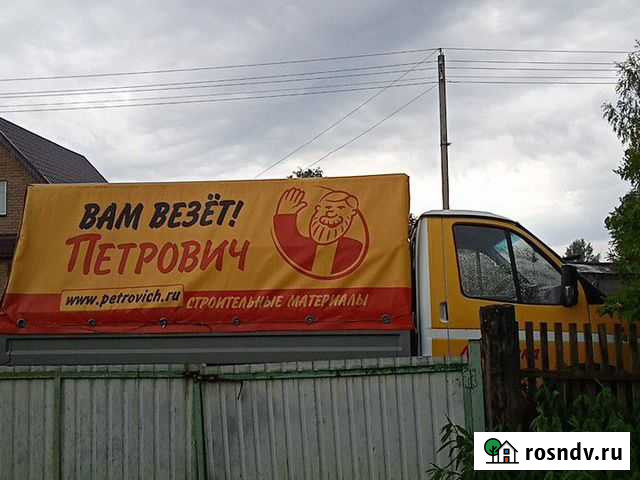 ВАМ ВЕЗЁТ!
ПЕТРОВИЧ
www.petrovich.ru СТРОИТЕЛЬНЫЕ МАТЕРИАЛЫ
rosndv.ru